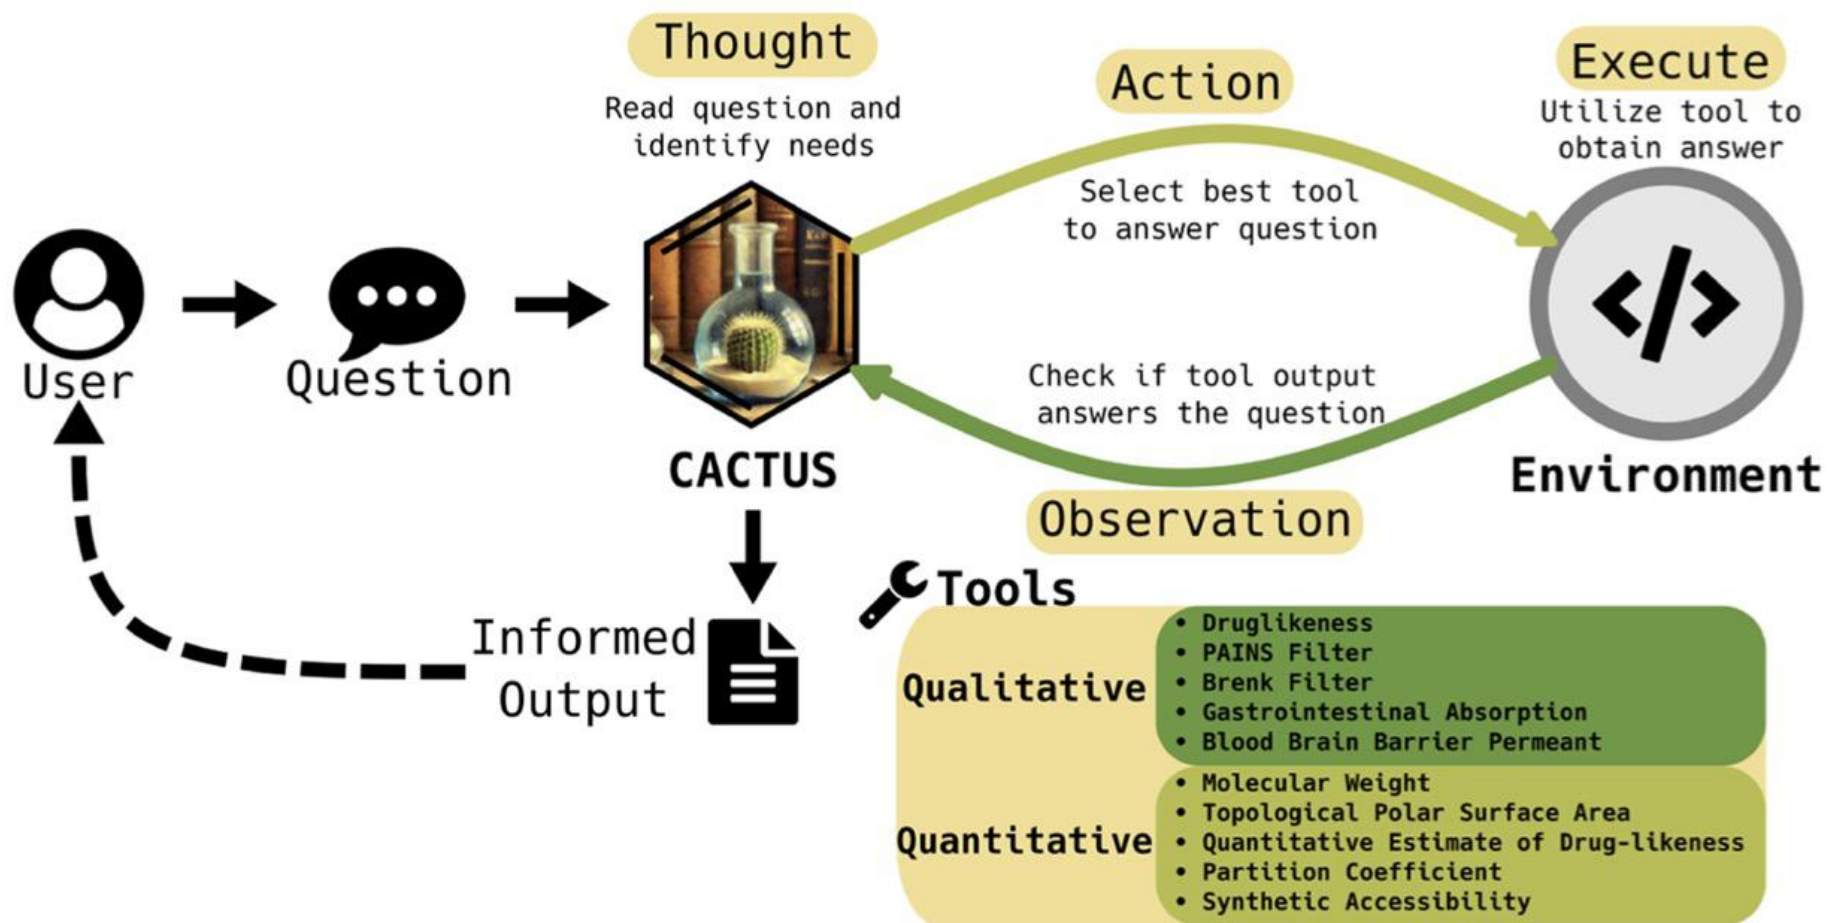 Thought
Read question and
identify needs
Action
Select best tool
to answer question
Execute
Utilize tool to
obtain answer
User
Question
CACTUS
Check if tool output
answers the question
Observation
Environment
Informed
Output
Tools
Qualitative
• Druglikeness
• PAINS Filter
• Brenk Filter
• Gastrointestinal Absorption
• Blood Brain Barrier Permeant
Quantitative
• Molecular Weight
• Topological Polar Surface Area
• Quantitative Estimate of Drug-likeness
• Partition Coefficient
• Synthetic Accessibility